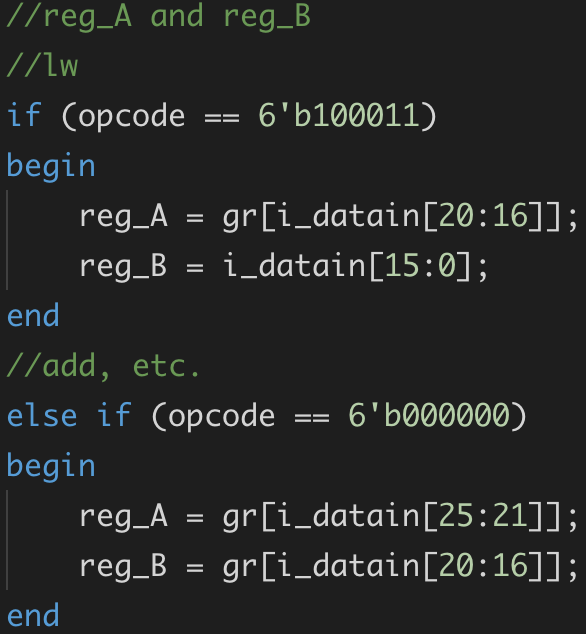 //reg_A and reg_B
//lw
if (opcode == 6'b100011)
begin
    reg_A = gr[i_datain[20:16]];
    reg_B = i_datain[15:0];
end
//add, etc.
else if (opcode == 6'b000000)
begin
    reg_A = gr[i_datain[25:21]];
    reg_B = gr[i_datain[20:16]];
end